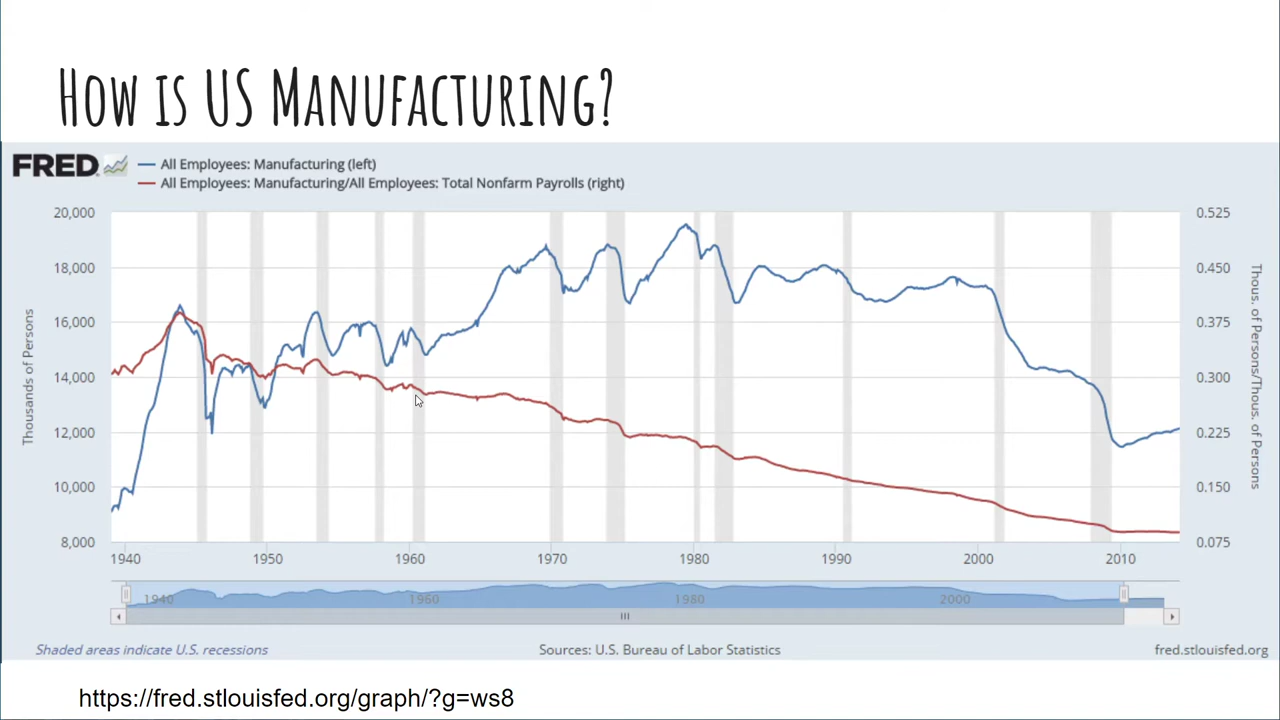 How is US Manufacturing?
FRED
All Employees: Manufacturing (left)
All Employees: Manufacturing/All Employees: Total Nonfarm Payrolls (right)
20,000
18,000
16,000
14,000
12,000
10,000
8,000
Thousands of Persons
0.525
0.450
0.375
0.300
0.225
0.150
0.075
Thous. of Persons/Thous. of Persons
1940 1950 1960 1970 1980 1990 2000 2010
1940 1960 1980 2000
Shaded areas indicate U.S. recessions Sources: U.S. Bureau of Labor Statistics fred.stlouisfed.org
https://fred.stlouisfed.org/graph/?g=ws8